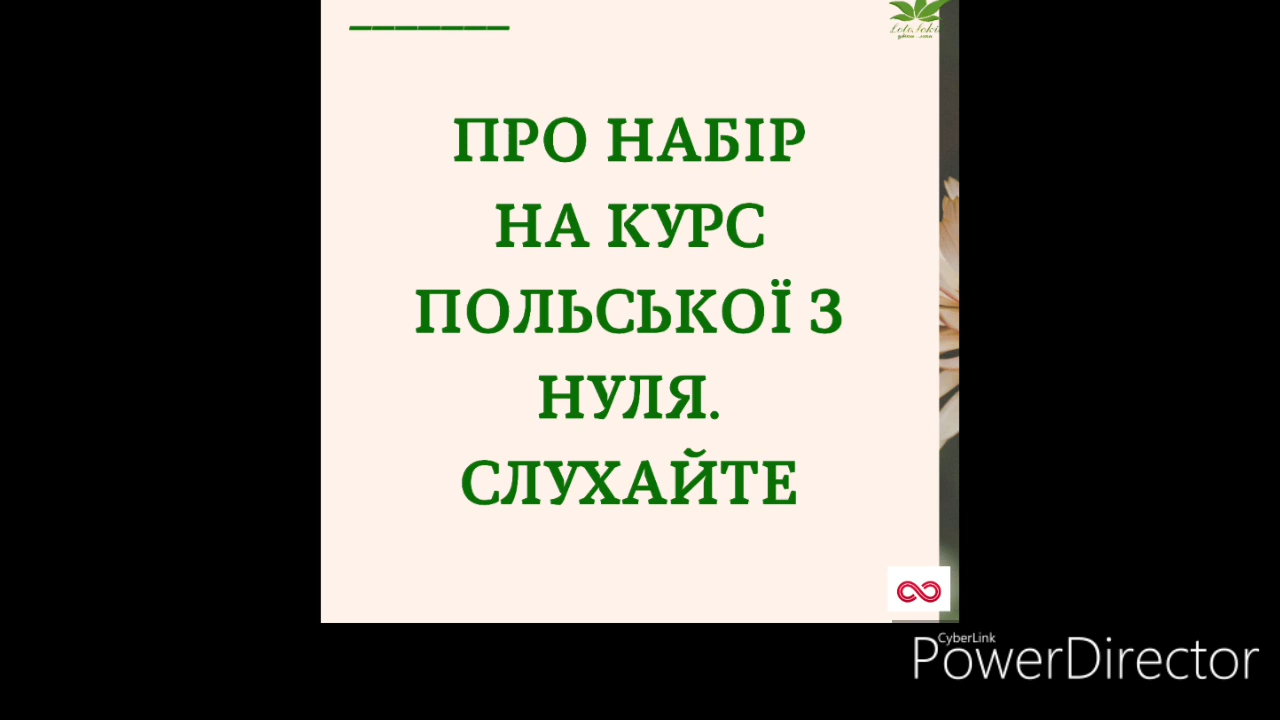 ПРО НАБІР
НА КУРС
ПОЛЬСЬКОЇ З
НУЛЯ.
СЛУХАЙТЕ
CyberLink
PowerDirector